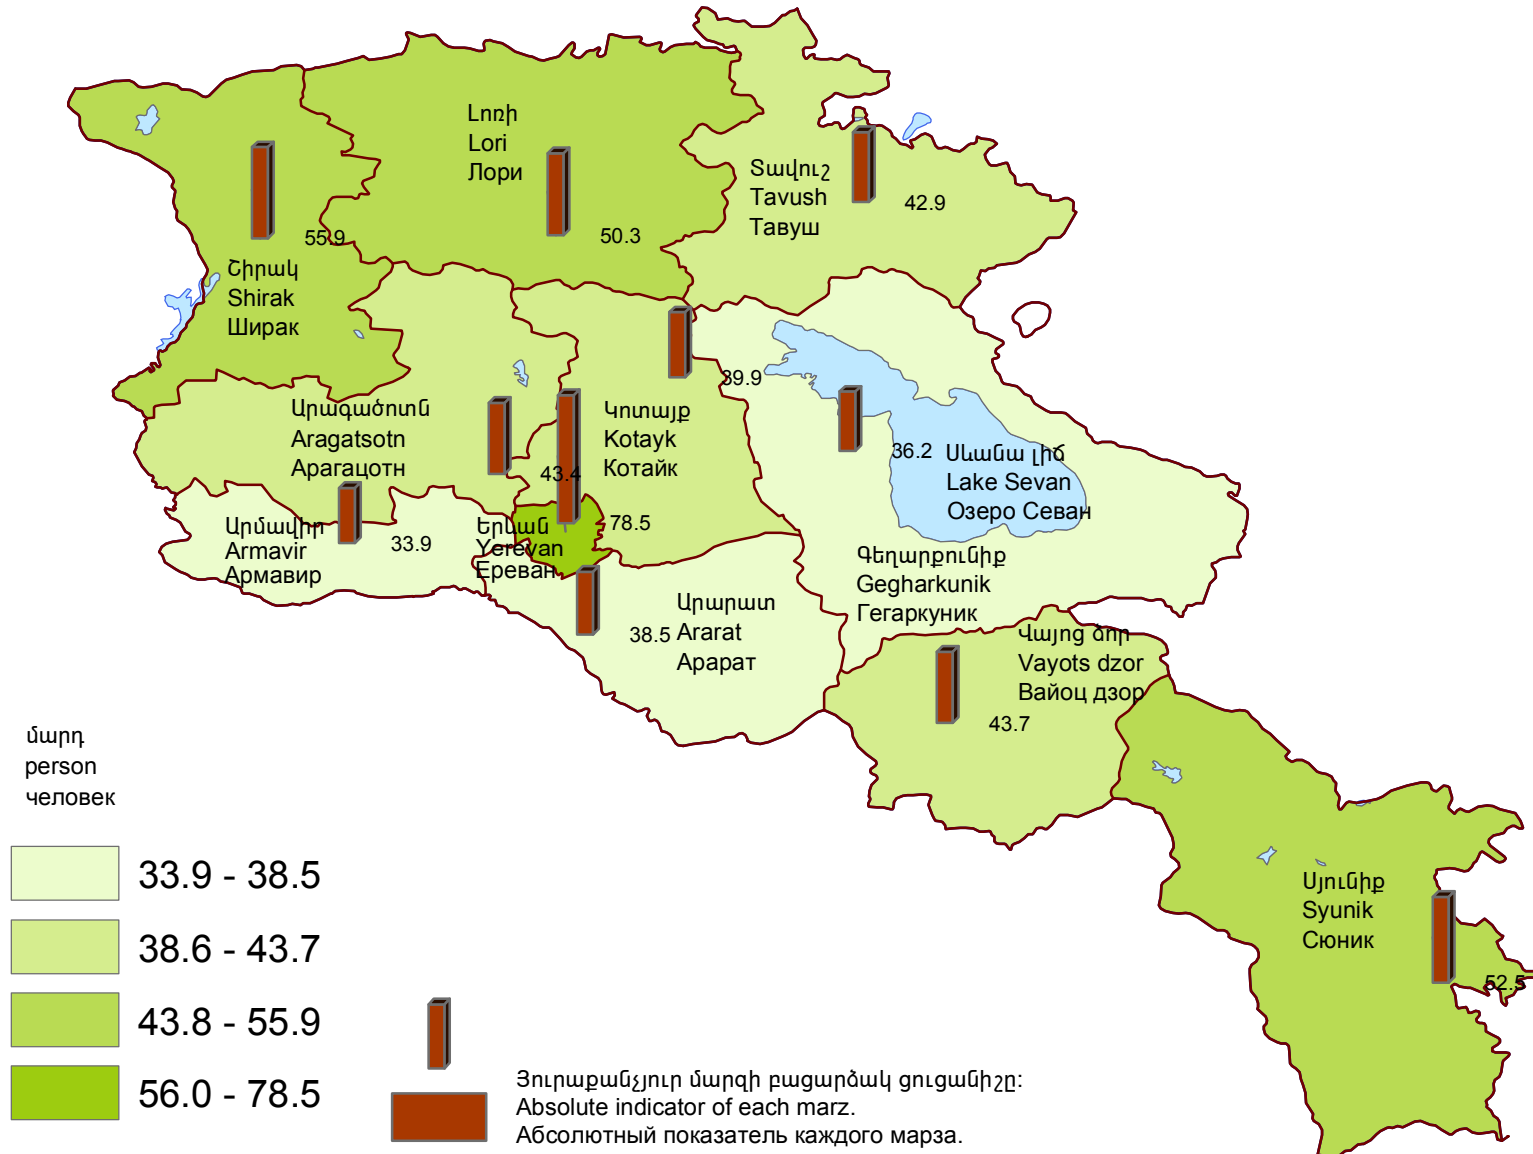 Լոռի
Lori
Лори
50.3
Տավուշ
Tavush
Тавуш
42.9
55.9
Շիրակ
Shirak
Ширак
Արագածոտն
Aragatsotn
Арагацотн
43.4
39.9
Կոտայք
Kotayk
Котайк
36.2
Սևանա լիճ
Lake Sevan
Озеро Севан
Արմավիր
Armavir
Армавир
33.9
Երևան
Yerevan
Ереван
78.5
Գեղարքունիք
Gegharkunik
Гегаркуник
38.5
Արարատ
Ararat
Арарат
Վայոց ձոր
Vayots dzor
Вайоц дзор
43.7
Սյունիք
Syunik
Сюник
52.5
մարդ
person
человек
33.9 - 38.5
38.6 - 43.7
43.8 - 55.9
56.0 - 78.5
Յուրաքանչյուր մարզի բացարձակ ցուցանիշը:
Absolute indicator of each marz.
Абсолютный показатель каждого марза.